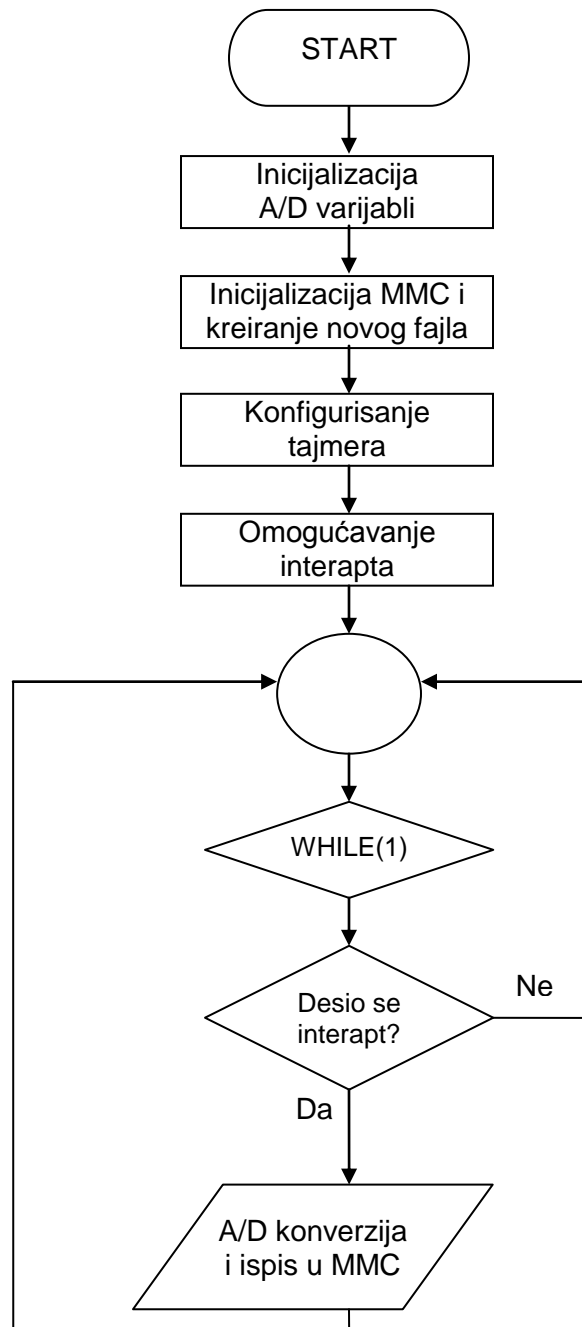 START
Inicijalizacija
A/D varijabli
Inicijalizacija MMC i
kreiranje novog fajla
Konfigurisanje
tajmera
Omogućavanje
interapta
WHILE(1)
Desio se
interapt?
Ne
Da
A/D konverzija
i ispis u MMC